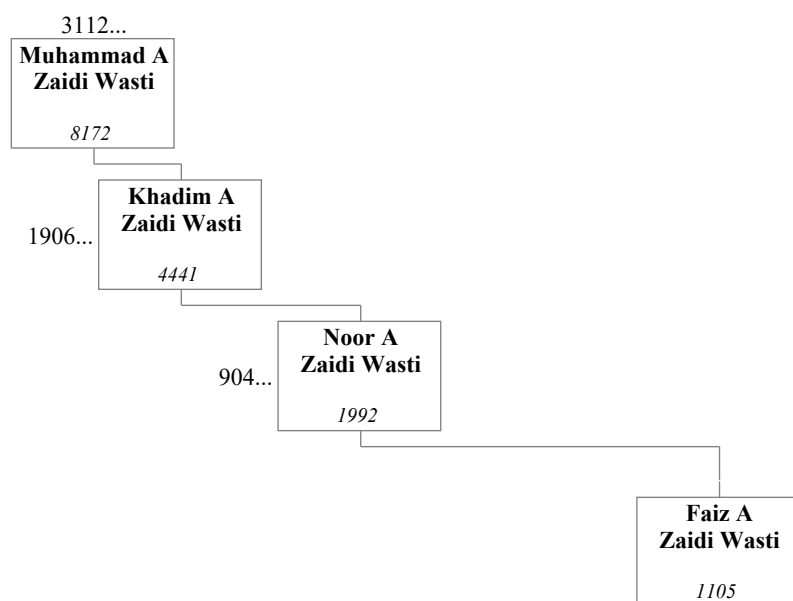 3112...
Muhammad A
Zaidi Wasti
8172
Khadim A
Zaidi Wasti
1906...
4441
Noor A
Zaidi Wasti
904...
1992
Faiz A
Zaidi Wasti
1105